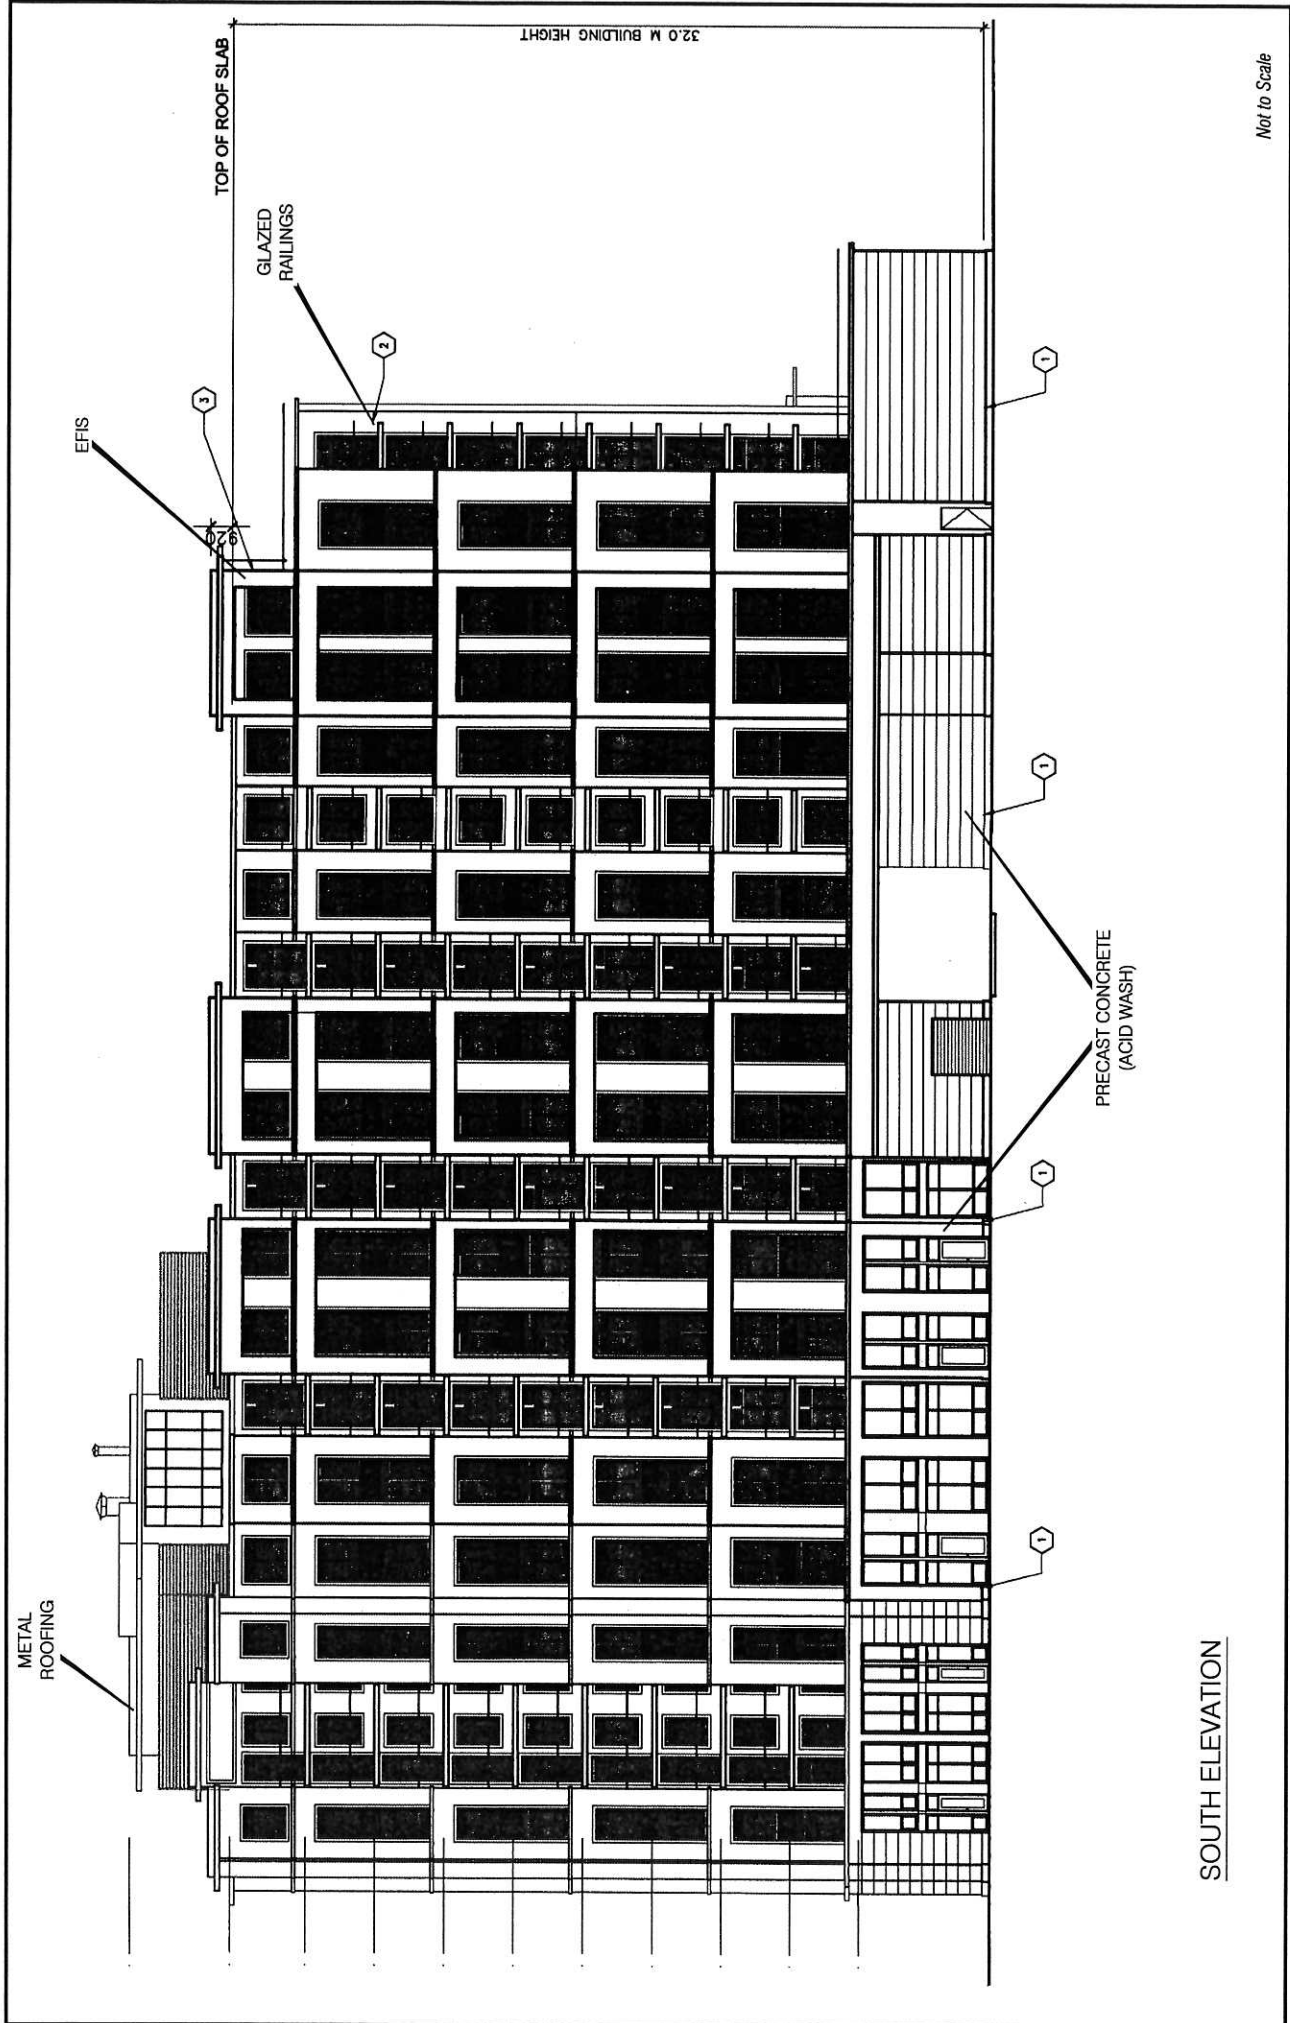 METAL
ROOFING
EFIS
3
920
TOP OF ROOF SLAB
GLAZED
RAILINGS
2
32.0 M BUILDING HEIGHT
PRECAST CONCRETE
(ACID WASH)
1
1
1
1
SOUTH ELEVATION
Not to Scale